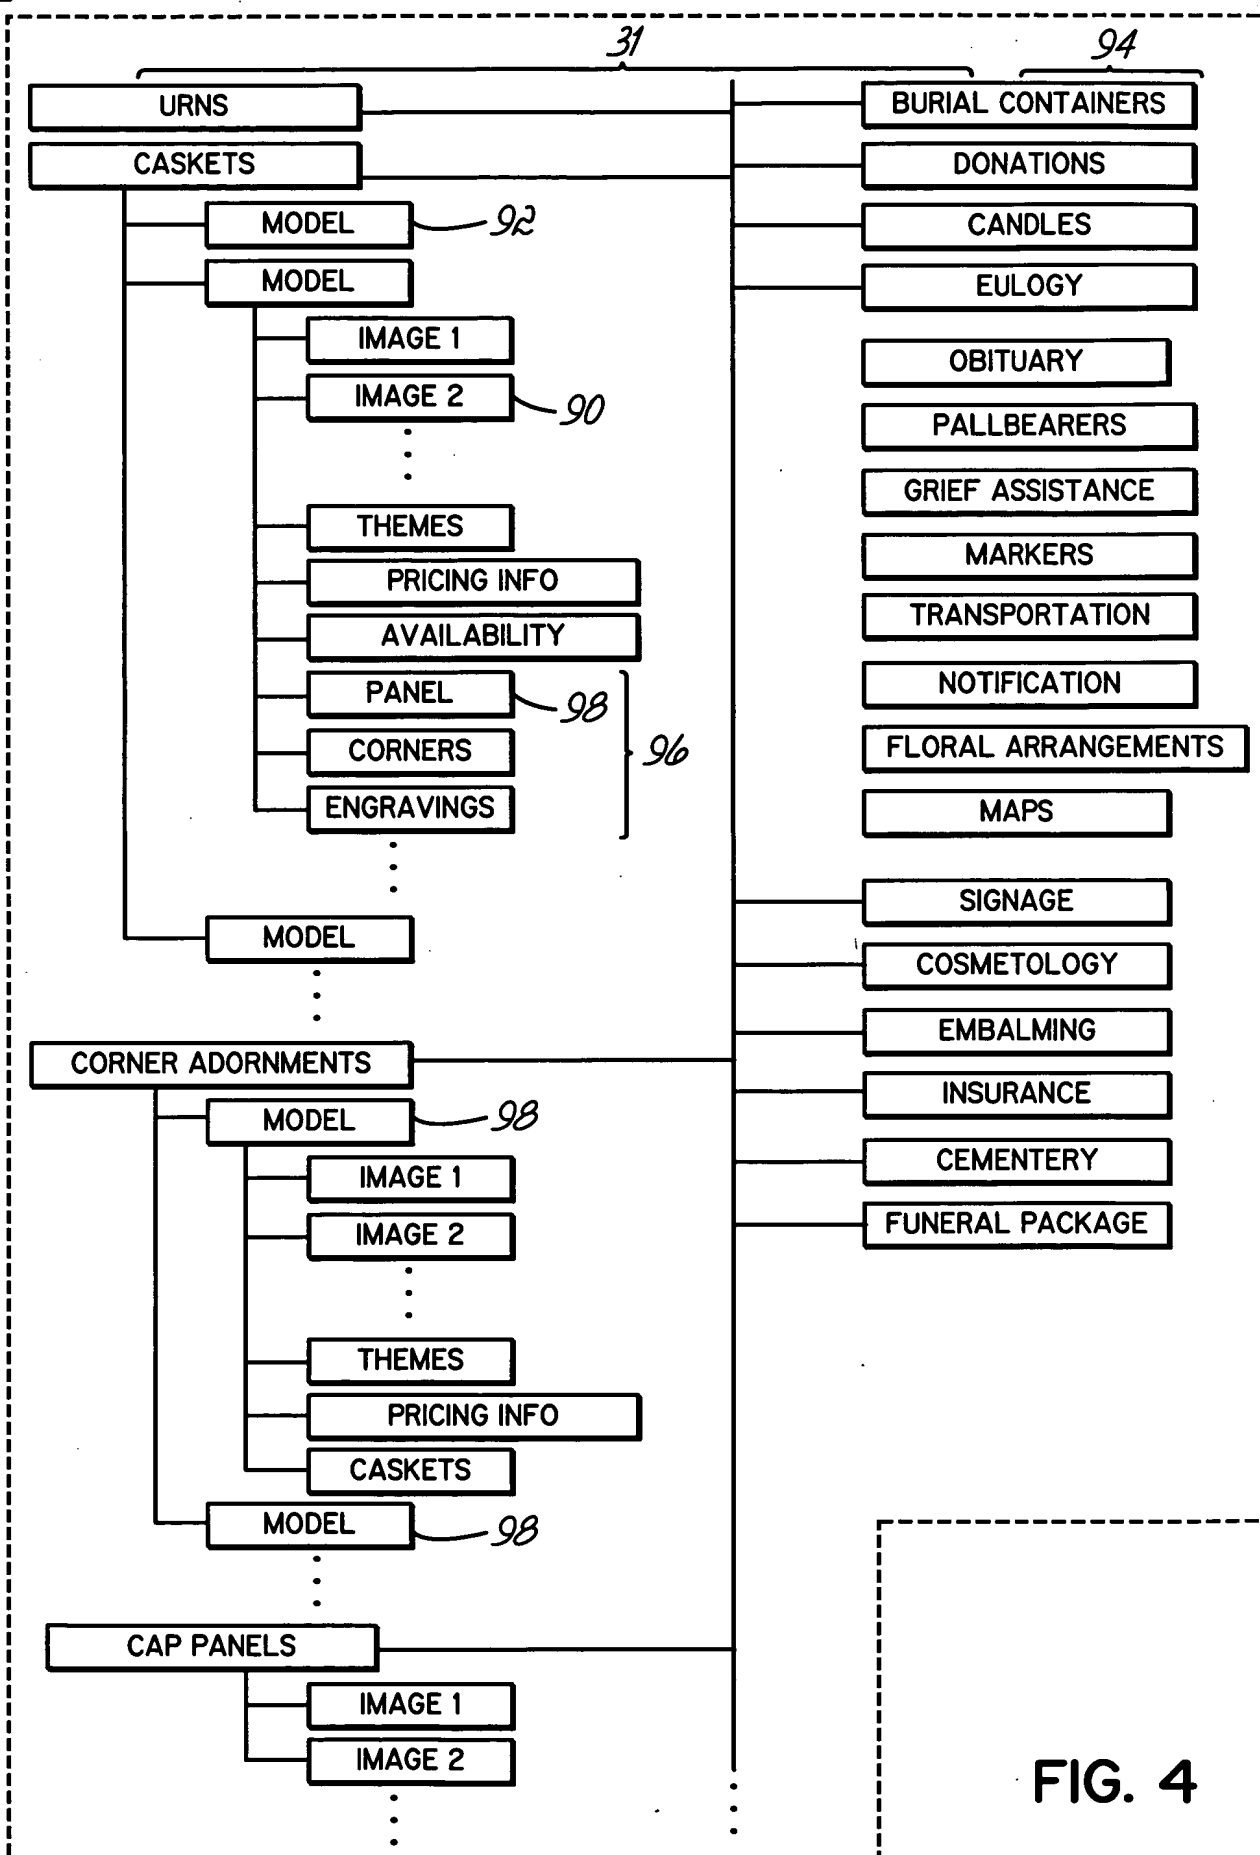 31
94
URNS
CASKETS
MODEL
92
MODEL
IMAGE 1
IMAGE 2
90
THEMES
PRICING INFO
AVAILABILITY
PANEL
98
CORNERS
96
ENGRAVINGS
MODEL
CORNER ADORNMENTS
MODEL
98
IMAGE 1
IMAGE 2
THEMES
PRICING INFO
CASKETS
MODEL
98
CAP PANELS
IMAGE 1
IMAGE 2
BURIAL CONTAINERS
DONATIONS
CANDLES
EULOGY
OBITUARY
PALLBEARERS
GRIEF ASSISTANCE
MARKERS
TRANSPORTATION
NOTIFICATION
FLORAL ARRANGEMENTS
MAPS
SIGNAGE
COSMETOLOGY
EMBALMING
INSURANCE
CEMENTERY
FUNERAL PACKAGE
FIG. 4